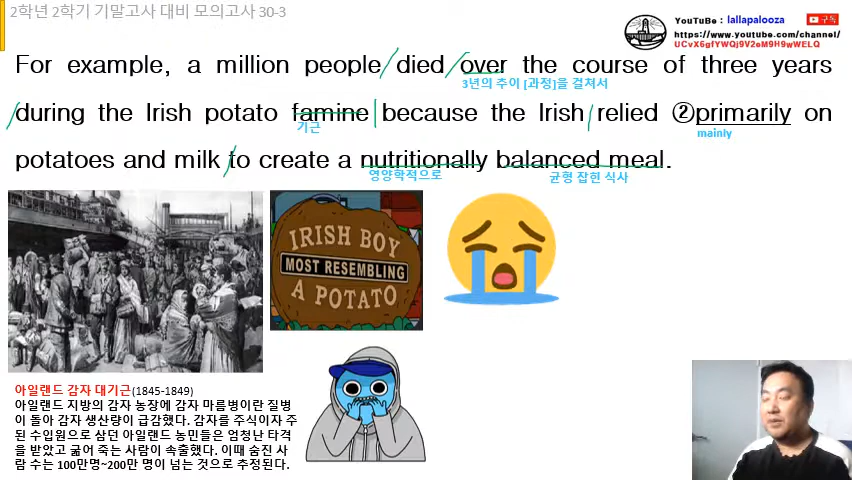 2학년 2학기 기말고사 대비 모의고사 30-3
YouTuBe : lallapalooza
구독
https://www.youtube.com/channel/
UCvX6gfYWQj9V2eM9H9wWELQ
For example, a million people died over the course of three years
3년의 추이 [과정]을 걸쳐서
during the Irish potato famine because the Irish relied ②primarily on
기근
mainly
potatoes and milk to create a nutritionally balanced meal.
영양학적으로
균형 잡힌 식사
IRISH BOY
MOST RESEMBLING
A POTATO
아일랜드 감자 대기근(1845-1849)
아일랜드 지방의 감자 농장에 감자 마름병이란 질병
이 돌아 감자 생산량이 급감했다. 감자를 주식이자 주
된 수입원으로 삼던 아일랜드 농민들은 엄청난 타격
을 받았고 굶어 죽는 사람이 속출했다. 이때 숨진 사
람 수는 100만명~200만 명이 넘는 것으로 추정된다.